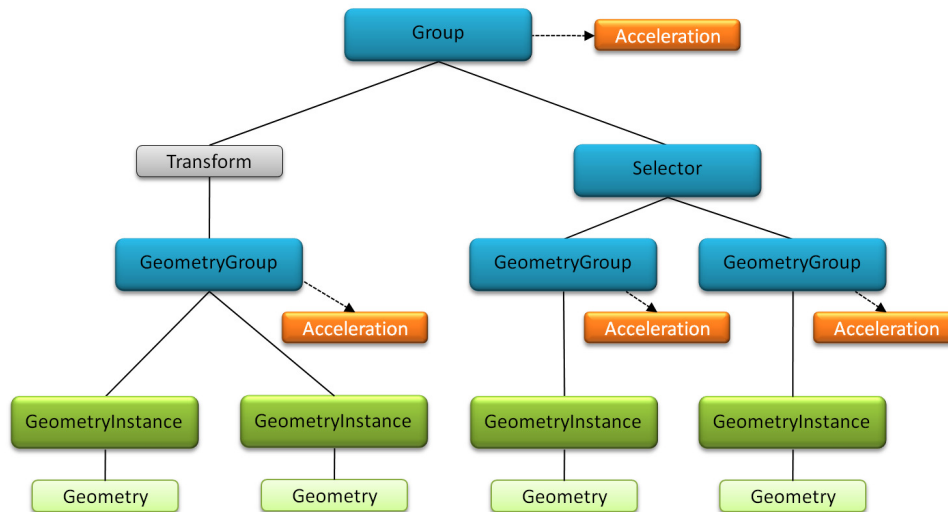 Group
Acceleration
Transform
Selector
GeometryGroup
GeometryGroup
GeometryGroup
Acceleration
Acceleration
Acceleration
GeometryInstance
GeometryInstance
GeometryInstance
GeometryInstance
Geometry
Geometry
Geometry
Geometry